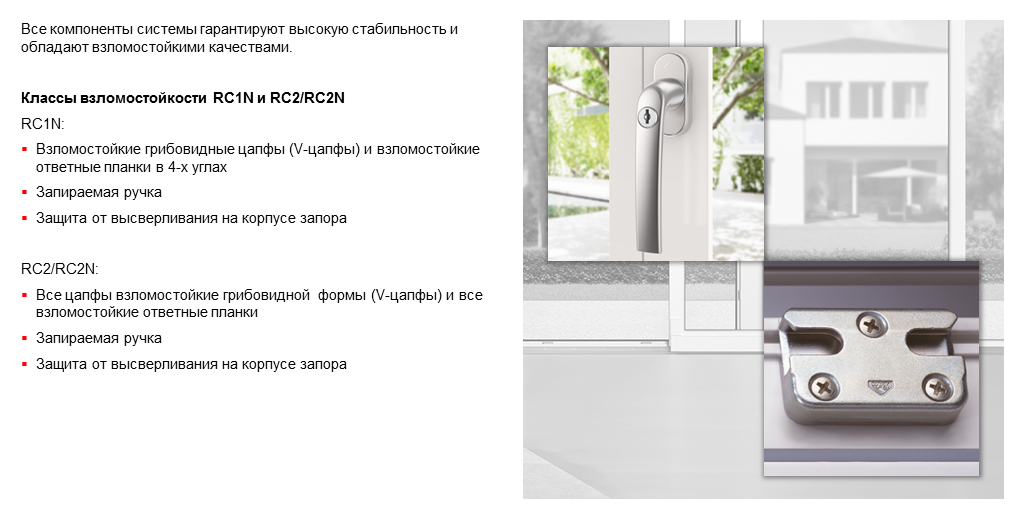 Все компоненты системы гарантируют высокую стабильность и
обладают взломостойкими качествами.
Классы взломостойкости RC1N и RC2/RC2N
RC1N:
▪ Взломостойкие грибовидные цапфы (V-цапфы) и взломостойкие
ответные планки в 4-х углах
▪ Запираемая ручка
▪ Защита от высверливания на корпусе запора
RC2/RC2N:
▪ Все цапфы взломостойкие грибовидной формы (V-цапфы) и все
взломостойкие ответные планки
▪ Запираемая ручка
▪ Защита от высверливания на корпусе запора